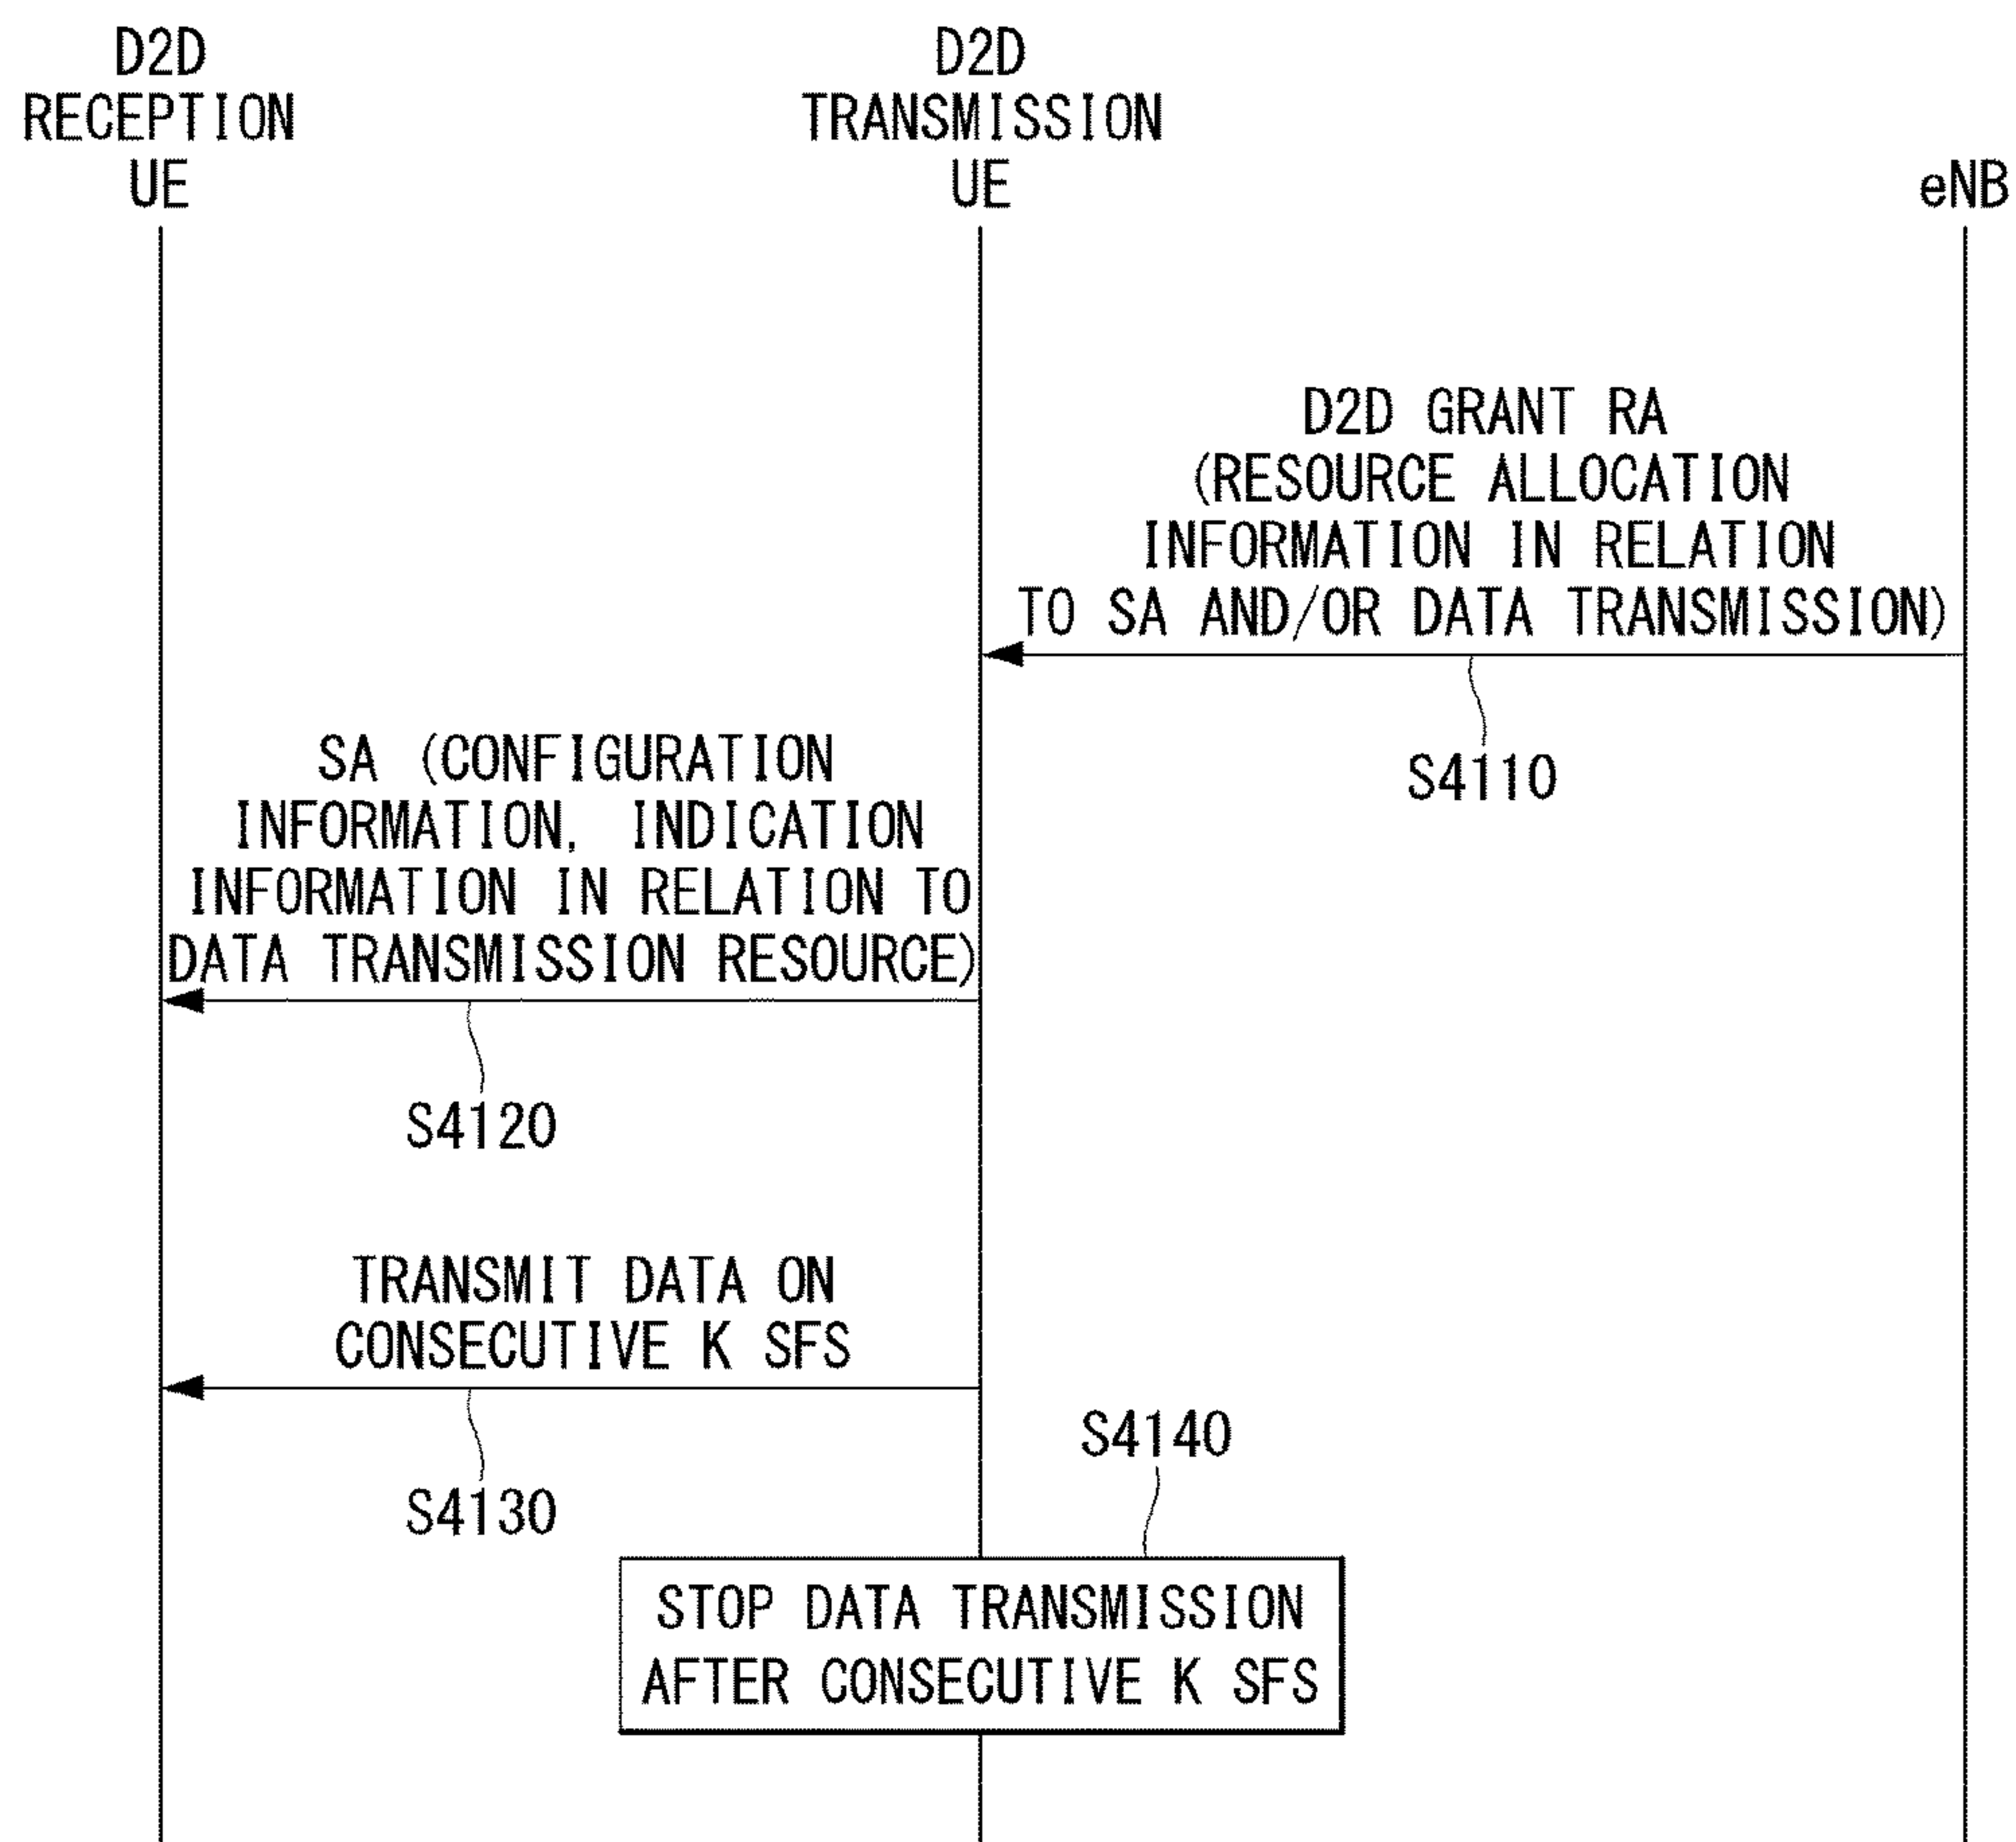 D2D
RECEPTION
UE
D2D
TRANSMISSION
UE
eNB
D2D GRANT RA
(RESOURCE ALLOCATION
INFORMATION IN RELATION
TO SA AND/OR DATA TRANSMISSION)
S4110
SA (CONFIGURATION
INFORMATION, INDICATION
INFORMATION IN RELATION TO
DATA TRANSMISSION RESOURCE)
S4120
TRANSMIT DATA ON
CONSECUTIVE K SFS
S4130
S4140
STOP DATA TRANSMISSION
AFTER CONSECUTIVE K SFS